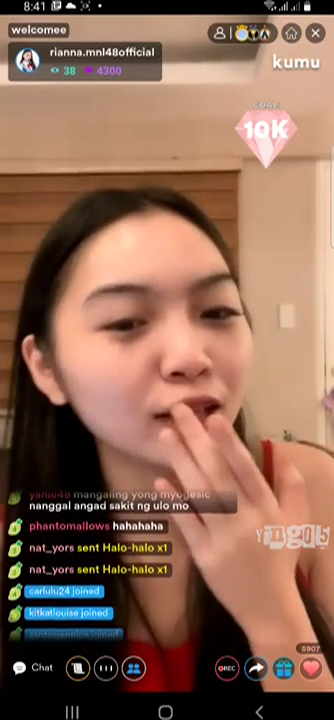 8:41
welcomee
rianna.mnl48official
38 4300
kumu
GOAL
10K
yanie48 mangaling yong myogesic
nanggal angad sakit ng ulo mo
phantomallows hahahaha
nat_yors sent Halo-halo x1
nat_yors sent Halo-halo x1
carlulu24 joined
kitkatlouise joined
5907
Chat
REC